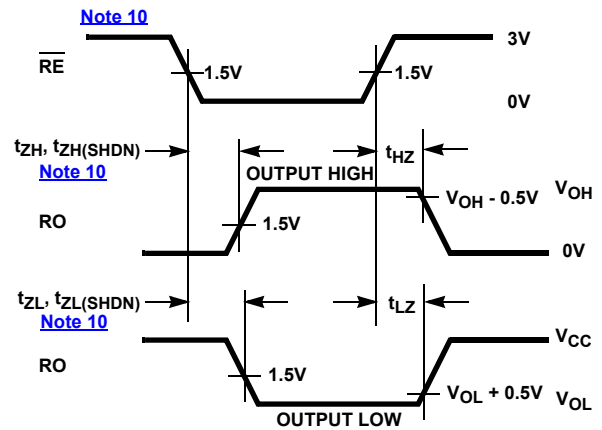 Note 10
3V
RE
1.5V
1.5V
0V
tZH, tZH(SHDN)
tHZ
Note 10
OUTPUT HIGH
VOH - 0.5V
VOH
RO
1.5V
0V
tZL, tZL(SHDN)
tLZ
Note 10
VCC
RO
1.5V
VOL + 0.5V
VOL
OUTPUT LOW